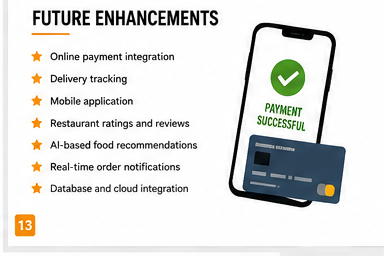 FUTURE ENHANCEMENTS
Online payment integration
Delivery tracking
Mobile application
Restaurant ratings and reviews
AI-based food recommendations
Real-time order notifications
Database and cloud integration
PAYMENT
SUCCESSFUL
13